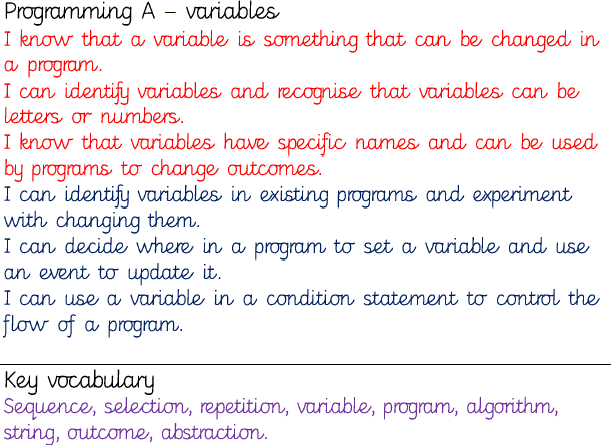 Programming A – variables
I know that a variable is something that can be changed in
a program.
I can identify variables and recognise that variables can be
letters or numbers.
I know that variables have specific names and can be used
by programs to change outcomes.
I can identify variables in existing programs and experiment
with changing them.
I can decide where in a program to set a variable and use
an event to update it.
I can use a variable in a condition statement to control the
flow of a program.
Key vocabulary
Sequence, selection, repetition, variable, program, algorithm,
string, outcome, abstraction.